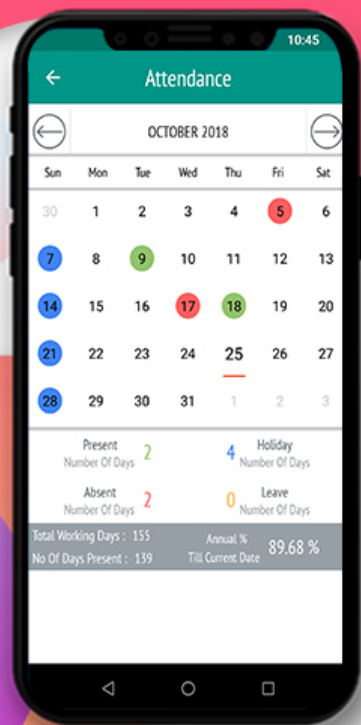 10:45
Attendance
OCTOBER 2018
Sun Mon Tue Wed Thu Fri Sat
30 1 2 3 4 5 6
7 8 9 10 11 12 13
14 15 16 17 18 19 20
21 22 23 24 25 26 27
28 29 30 31 1 2 3
Present
Number Of Days 2
4 Holiday
Number Of Days
Absent
Number Of Days 2
0 Leave
Number Of Days
Total Working Days : 155
No Of Days Present : 139
Annual %
Till Current Date 89.68 %